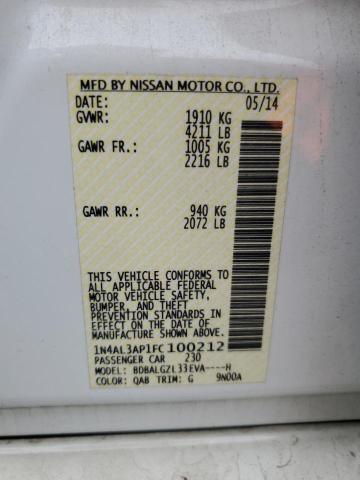 MFD BY NISSAN MOTOR CO., LTD.
DATE: 05/14
GVWR: 1910 KG
4211 LB
GAWR FR: 1005 KG
2216 LB
GAWR RR: 940 KG
2072 LB
THIS VEHICLE CONFORMS TO
ALL APPLICABLE FEDERAL
MOTOR VEHICLE SAFETY,
BUMPER, AND THEFT
PREVENTION STANDARDS IN
EFFECT ON THE DATE OF
MANUFACTURE SHOWN ABOVE.
1N4AL3AP1FC100212
PASSENGER CAR 230
MODEL: BDBALGZL33EVA----H
COLOR: QAB TRIM: G 9N00A